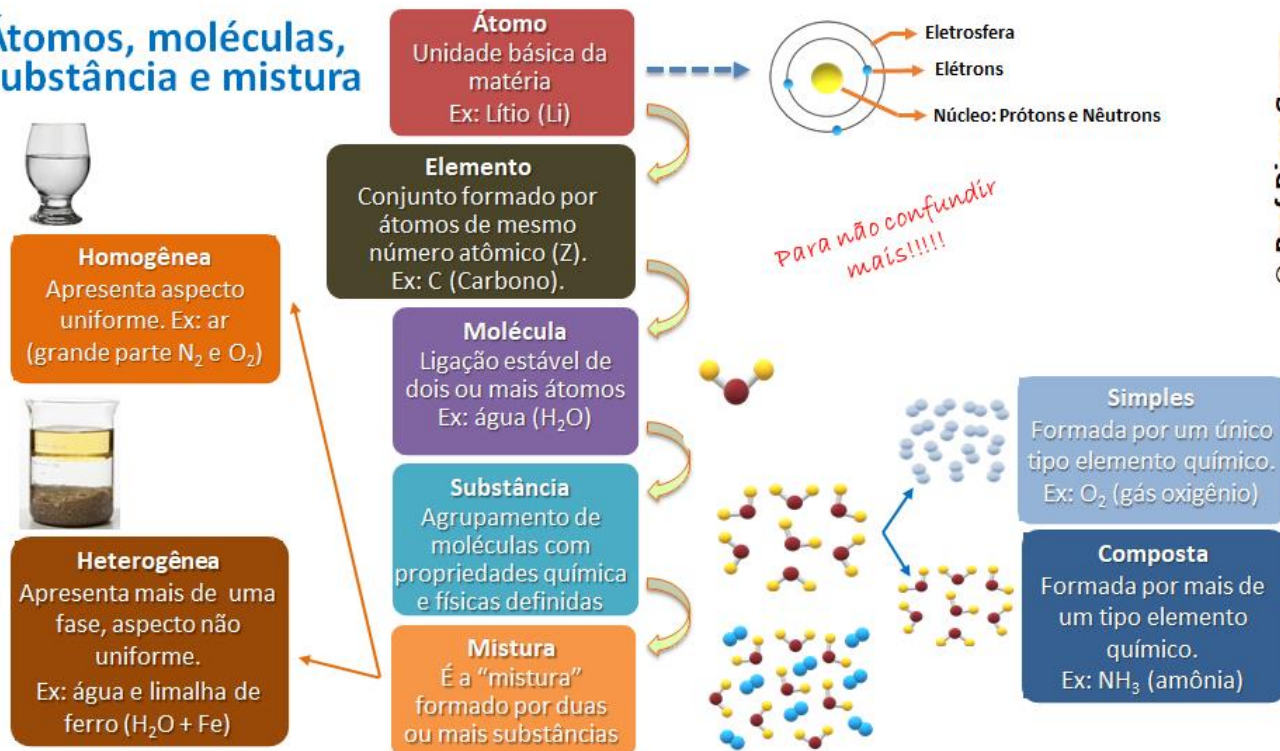 Átomos, moléculas,
substância e mistura
Átomo
Unidade básica da
matéria
Ex: Lítio (Li)
Eletrosfera
Elétrons
Núcleo: Prótons e Nêutrons
Elemento
Conjunto formado por
átomos de mesmo
número atômico (Z).
Ex: C (Carbono).
Para não confundir
mais!!!!!
Homogênea
Apresenta aspecto
uniforme. Ex: ar
(grande parte N₂ e O₂)
Molécula
Ligação estável de
dois ou mais átomos
Ex: água (H₂O)
Simples
Formada por um único
tipo elemento químico.
Ex: O₂ (gás oxigênio)
Substância
Agrupamento de
moléculas com
propriedades química
e físicas definidas
Composta
Formada por mais de
um tipo elemento
químico.
Ex: NH₃ (amônia)
Heterogênea
Apresenta mais de uma
fase, aspecto não
uniforme.
Ex: água e limalha de
ferro (H₂O + Fe)
Mistura
É a “mistura”
formado por duas
ou mais substâncias